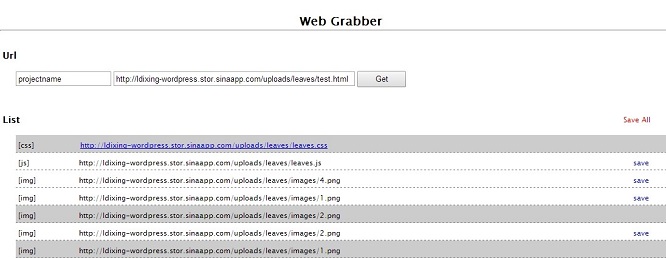 Web Grabber
Url
projectname http://ldixing-wordpress.stor.sinaapp.com/uploads/leaves/test.html Get
List Save All
[css] http://ldixing-wordpress.stor.sinaapp.com/uploads/leaves/leaves.css
[js] http://ldixing-wordpress.stor.sinaapp.com/uploads/leaves/leaves.js save
[img] http://ldixing-wordpress.stor.sinaapp.com/uploads/leaves/images/4.png save
[img] http://ldixing-wordpress.stor.sinaapp.com/uploads/leaves/images/1.png save
[img] http://ldixing-wordpress.stor.sinaapp.com/uploads/leaves/images/2.png
[img] http://ldixing-wordpress.stor.sinaapp.com/uploads/leaves/images/2.png save
[img] http://ldixing-wordpress.stor.sinaapp.com/uploads/leaves/images/1.png